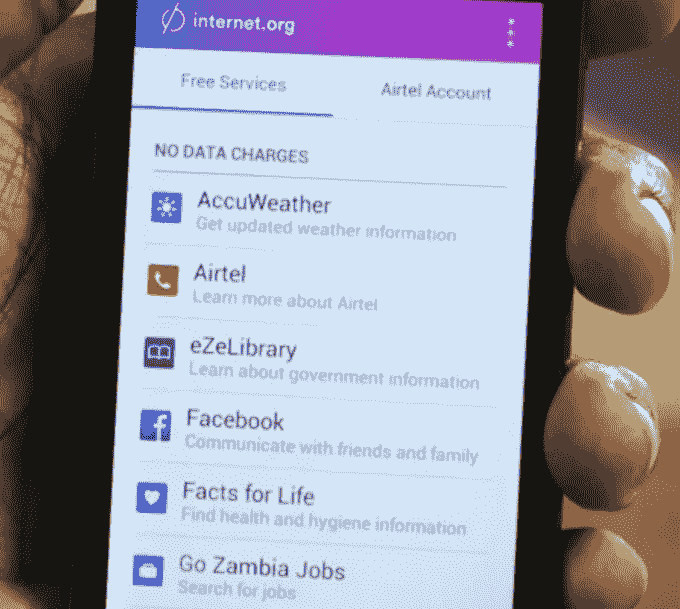 internet.org
Free Services
Airtel Account
NO DATA CHARGES
AccuWeather
Get updated weather information
Airtel
Learn more about Airtel
eZeLibrary
Learn about government information
Facebook
Communicate with friends and family
Facts for Life
Find health and hygiene information
Go Zambia Jobs
Search for jobs